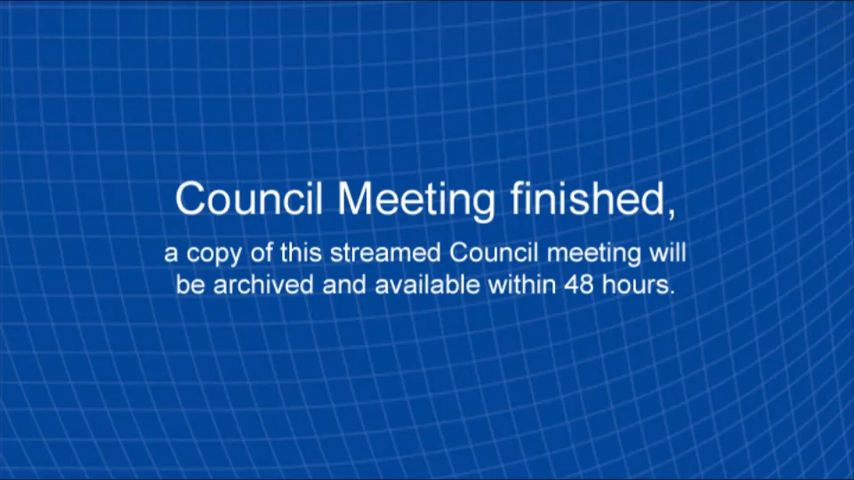 Council Meeting finished,
a copy of this streamed Council meeting will
be archived and available within 48 hours.